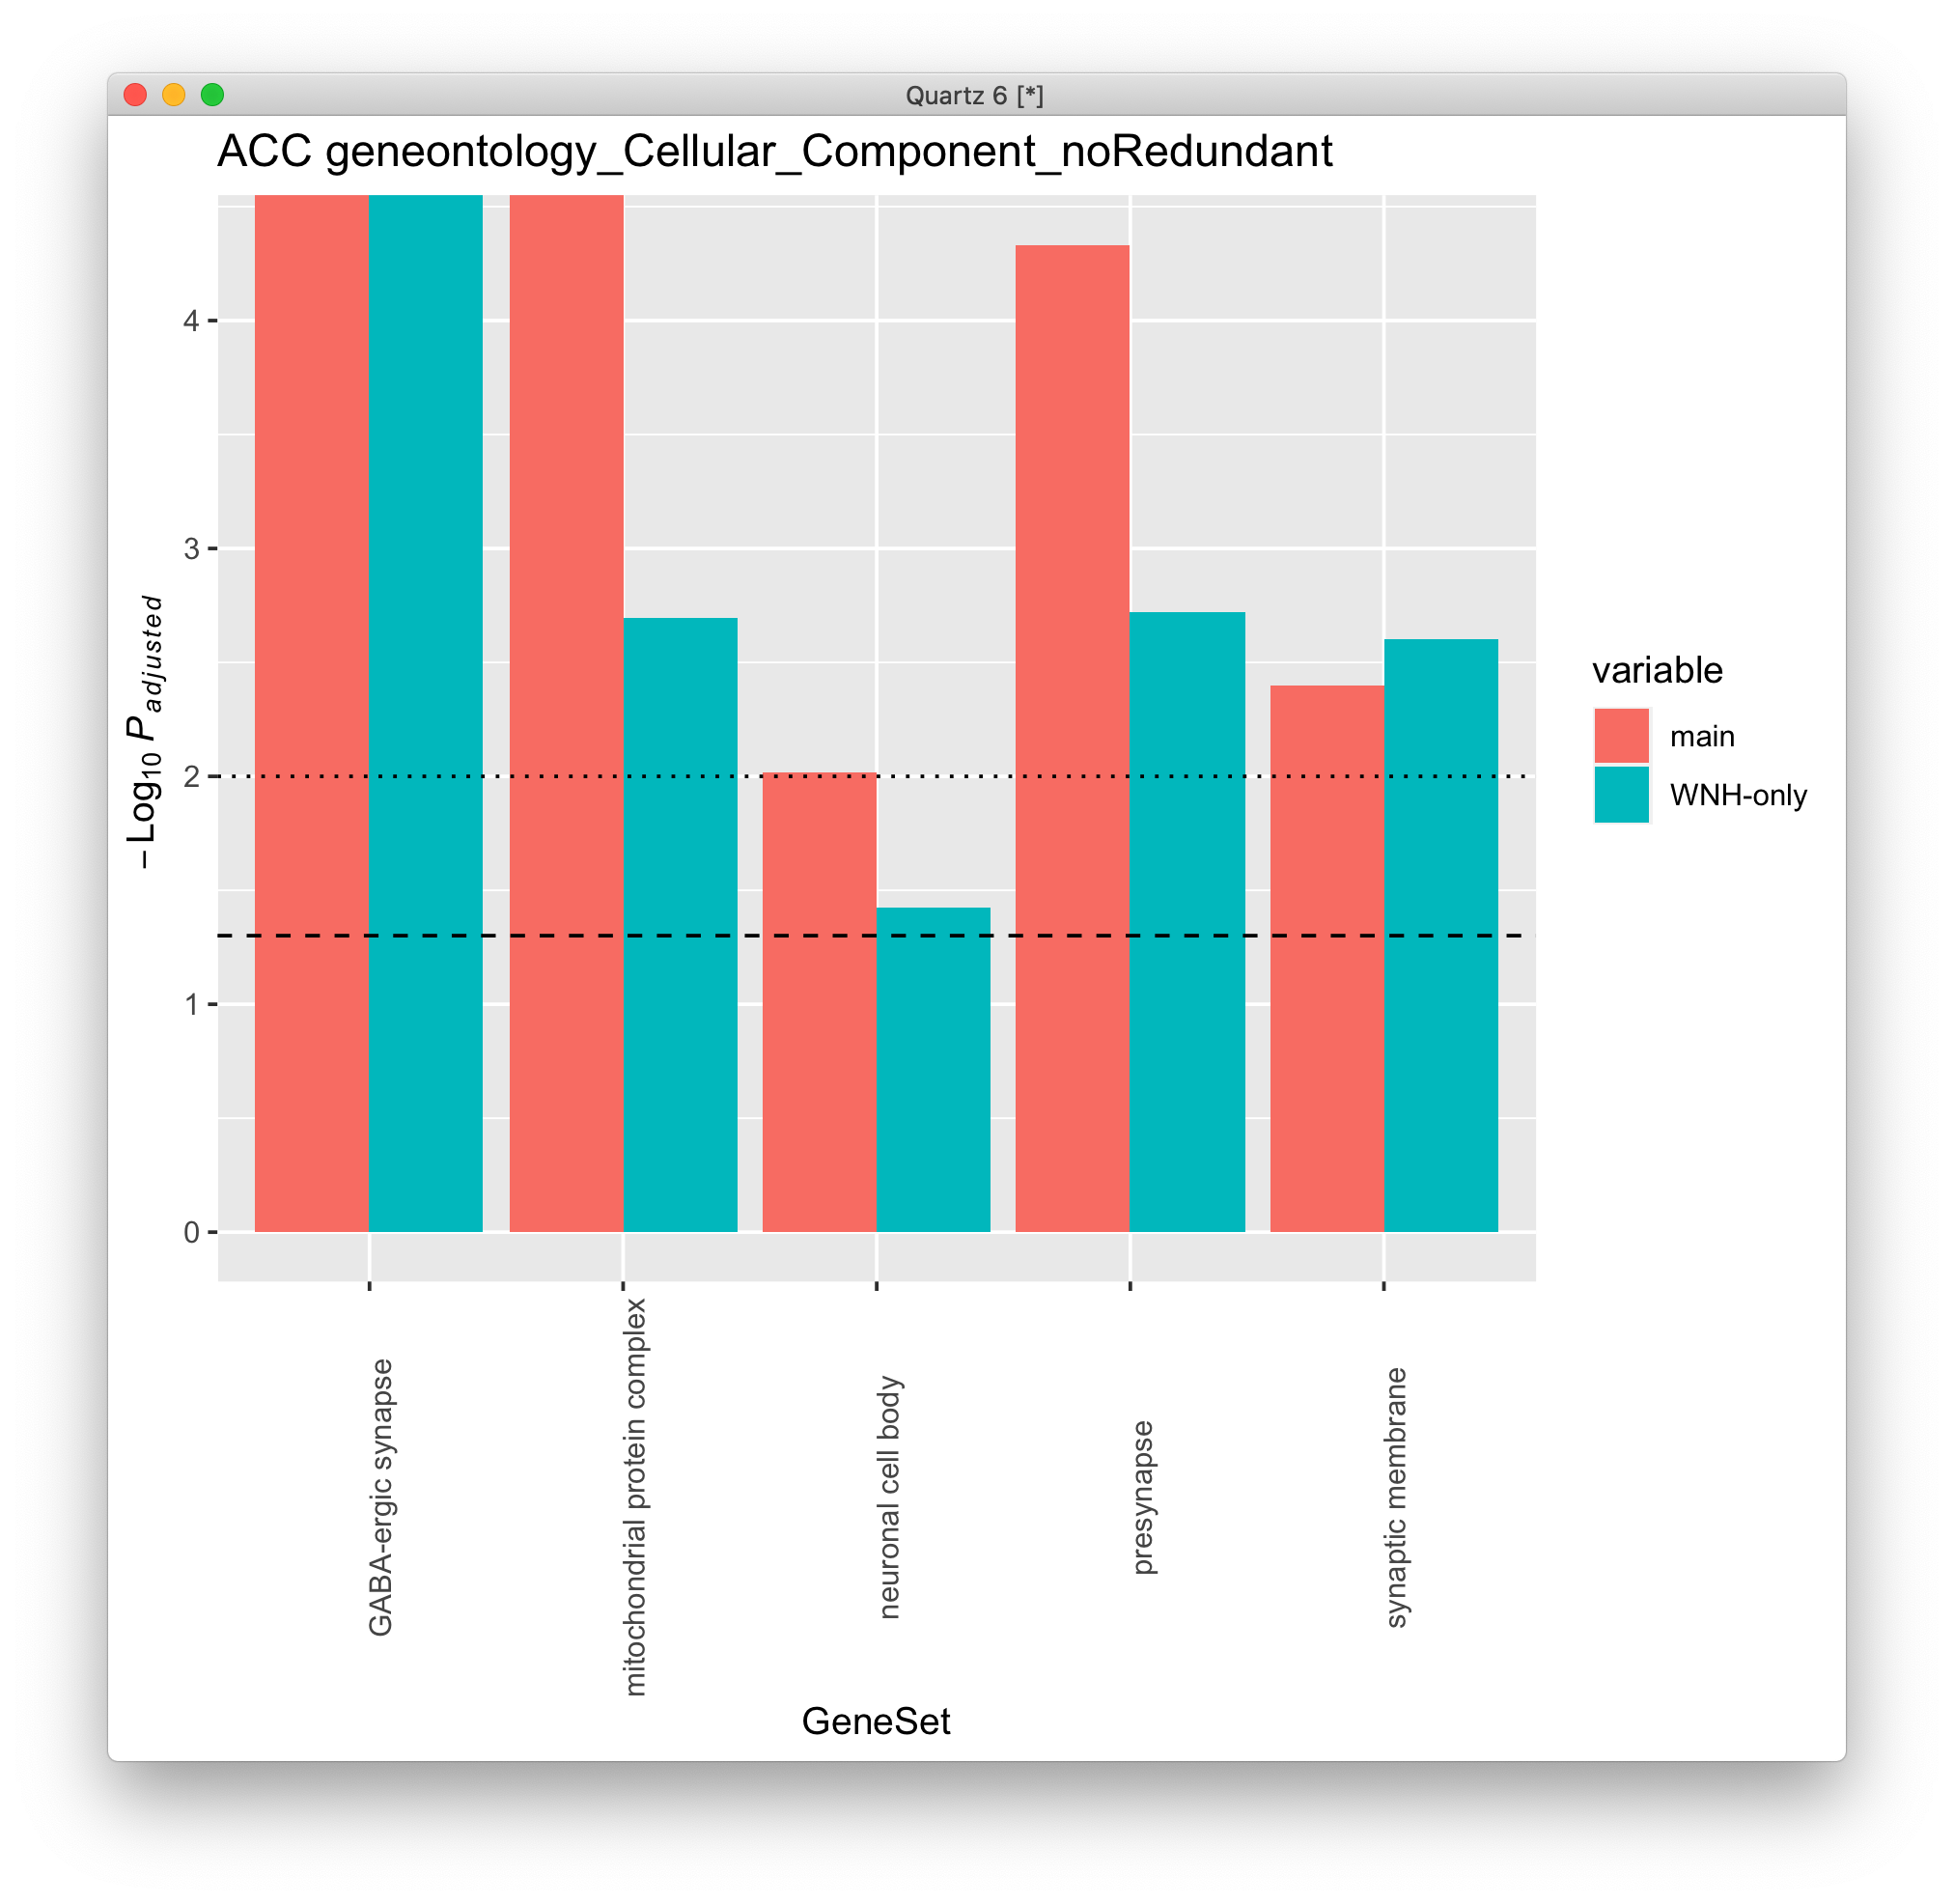 Quartz 6 [*]
ACC geneontology_Cellular_Component_noRedundant
4
3
2
1
0
−Log10 Padjusted
GABA-ergic synapse
mitochondrial protein complex
neuronal cell body
presynapse
synaptic membrane
GeneSet
variable
main
WNH-only